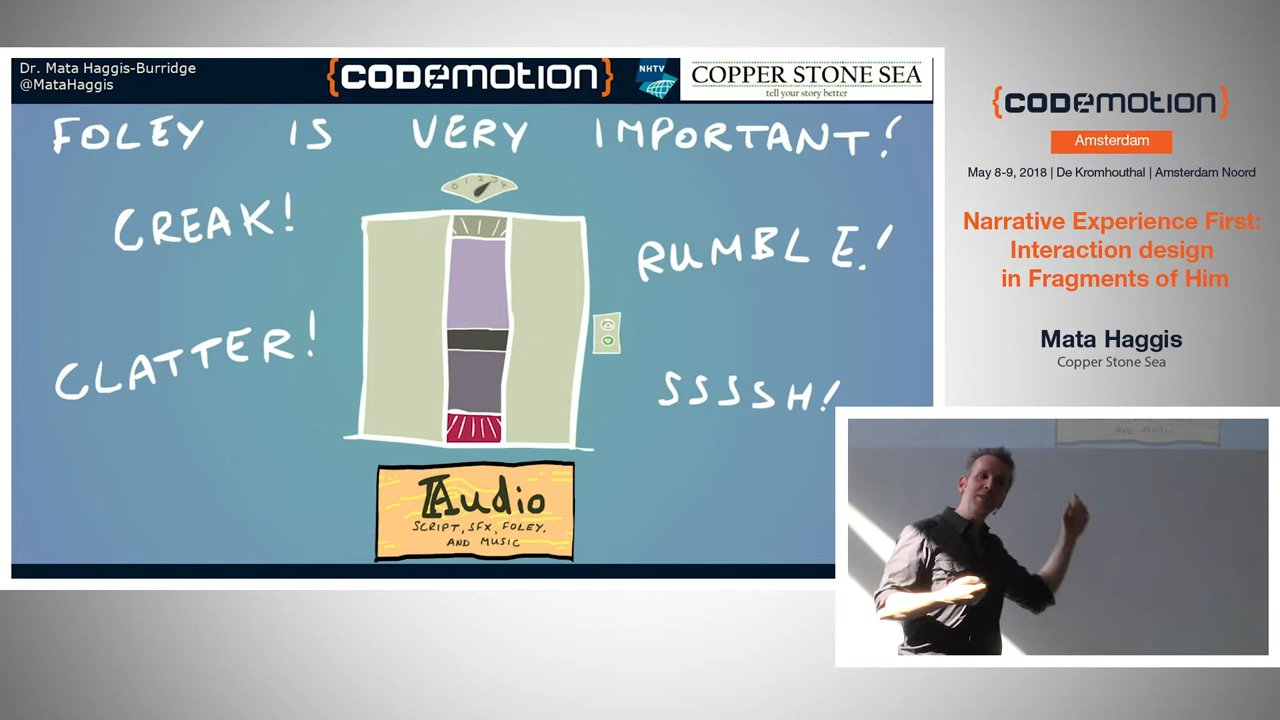 Dr. Mata Haggis-Burridge
@MataHaggis
{CODEMOTION}
NHTV
COPPER STONE SEA
tell your story better
FOLEY IS VERY IMPORTANT!
CREAK!
RUMBLE!
CLATTER!
SSSSH!
Audio
SCRIPT, SFX, FOLEY,
AND MUSIC
{CODEMOTION}
Amsterdam
May 8-9, 2018 | De Kromhouthal | Amsterdam Noord
Narrative Experience First:
Interaction design
in Fragments of Him
Mata Haggis
Copper Stone Sea